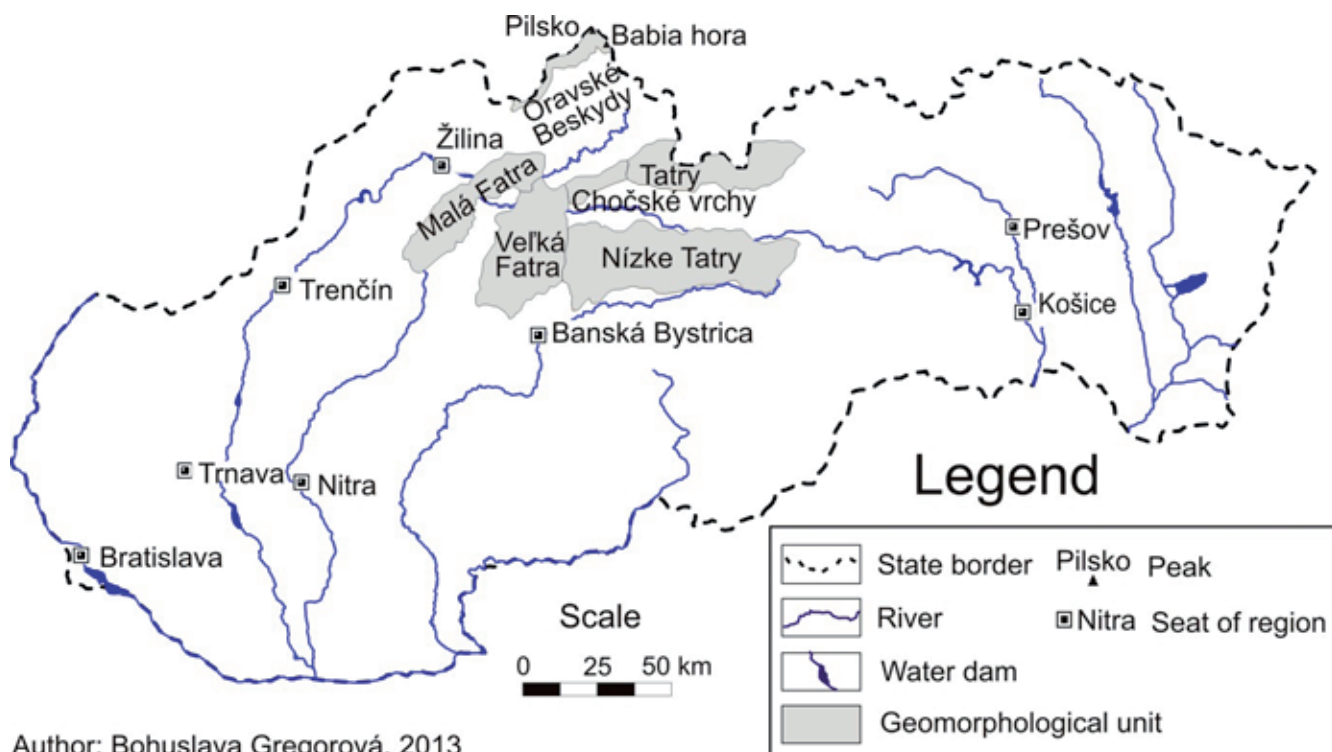 Pilsko
Babia hora
Oravské
Beskydy
Žilina
Malá Fatra
Tatry
Chočské vrchy
Veľká
Fatra
Nízke Tatry
Prešov
Trenčín
Košice
Banská Bystrica
Trnava
Nitra
Bratislava
Legend
State border
Pilsko
Peak
River
Nitra
Seat of region
Water dam
Geomorphological unit
Scale
0 25 50 km
Author: Bohuslava Gregorová, 2013